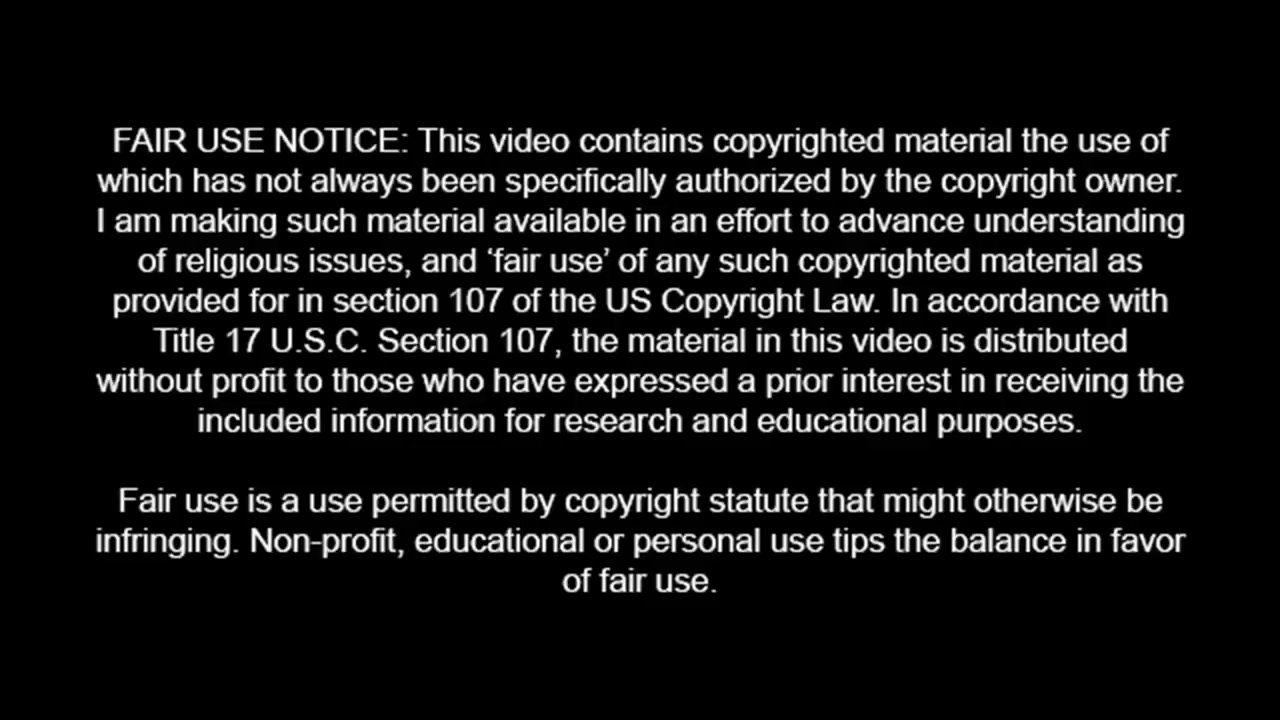 FAIR USE NOTICE: This video contains copyrighted material the use of
which has not always been specifically authorized by the copyright owner.
I am making such material available in an effort to advance understanding
of religious issues, and ‘fair use’ of any such copyrighted material as
provided for in section 107 of the US Copyright Law. In accordance with
Title 17 U.S.C. Section 107, the material in this video is distributed
without profit to those who have expressed a prior interest in receiving the
included information for research and educational purposes.
Fair use is a use permitted by copyright statute that might otherwise be
infringing. Non-profit, educational or personal use tips the balance in favor
of fair use.